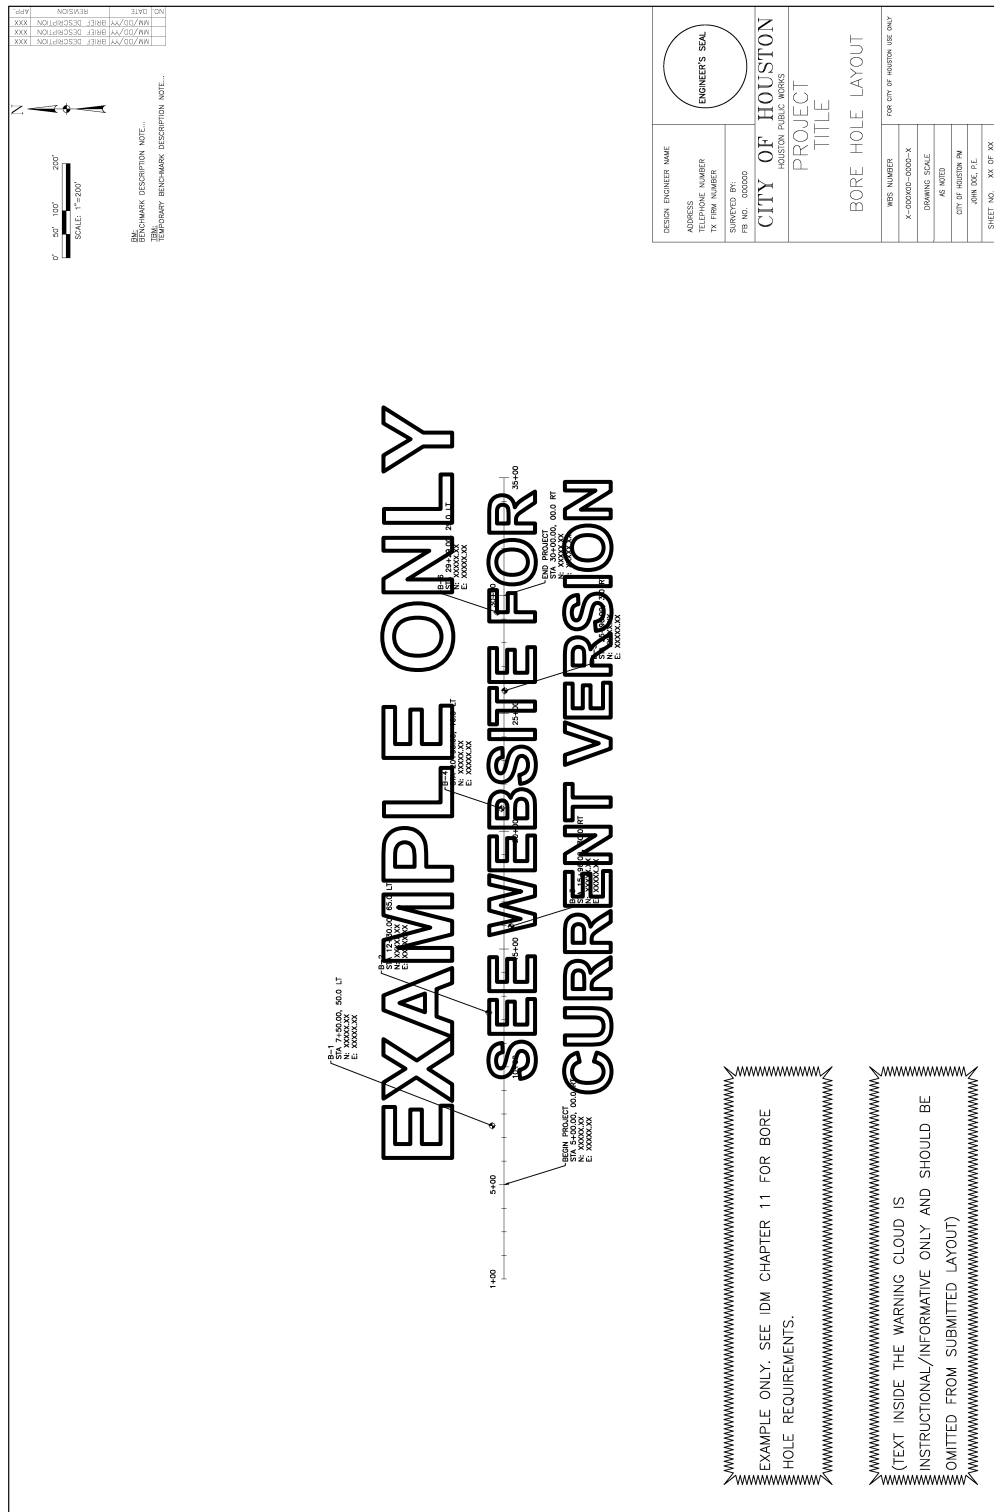 NO. DATE REVISION APP.
MM/DD/YY BRIEF DESCRIPTION XXX
MM/DD/YY BRIEF DESCRIPTION XXX
MM/DD/YY BRIEF DESCRIPTION XXX
N
0' 50' 100' 200'
SCALE: 1"=200'
BM:
BENCHMARK DESCRIPTION NOTE...
TBM:
TEMPORARY BENCHMARK DESCRIPTION NOTE...
B-1
STA 7+50.00, 50.0 LT
N: XXXXX.XX
E: XXXXX.XX
EXAMPLE ONLY
SEE WEBSITE FOR
CURRENT VERSION
B-4
N: XXXXX.XX
E: XXXXX.XX
N: XXXXX.XX
E: XXXXX.XX
1+00
5+00
25+00
35+00
BEGIN PROJECT
STA 5+00.00, 00.0 RT
N: XXXXX.XX
E: XXXXX.XX
END PROJECT
STA 30+00.00, 00.0 RT
E: XXXXX.XX
EXAMPLE ONLY. SEE IDM CHAPTER 11 FOR BORE
HOLE REQUIREMENTS.
(TEXT INSIDE THE WARNING CLOUD IS
INSTRUCTIONAL/INFORMATIVE ONLY AND SHOULD BE
OMITTED FROM SUBMITTED LAYOUT)
ENGINEER'S SEAL
DESIGN ENGINEER NAME
ADDRESS
TELEPHONE NUMBER
TX FIRM NUMBER
SURVEYED BY:
FB NO. 000000
CITY OF HOUSTON
HOUSTON PUBLIC WORKS
PROJECT
TITLE
BORE HOLE LAYOUT
WBS NUMBER
X-000X00-0000-X
DRAWING SCALE
AS NOTED
CITY OF HOUSTON PM
JOHN DOE, P.E.
SHEET NO. XX OF XX
FOR CITY OF HOUSTON USE ONLY